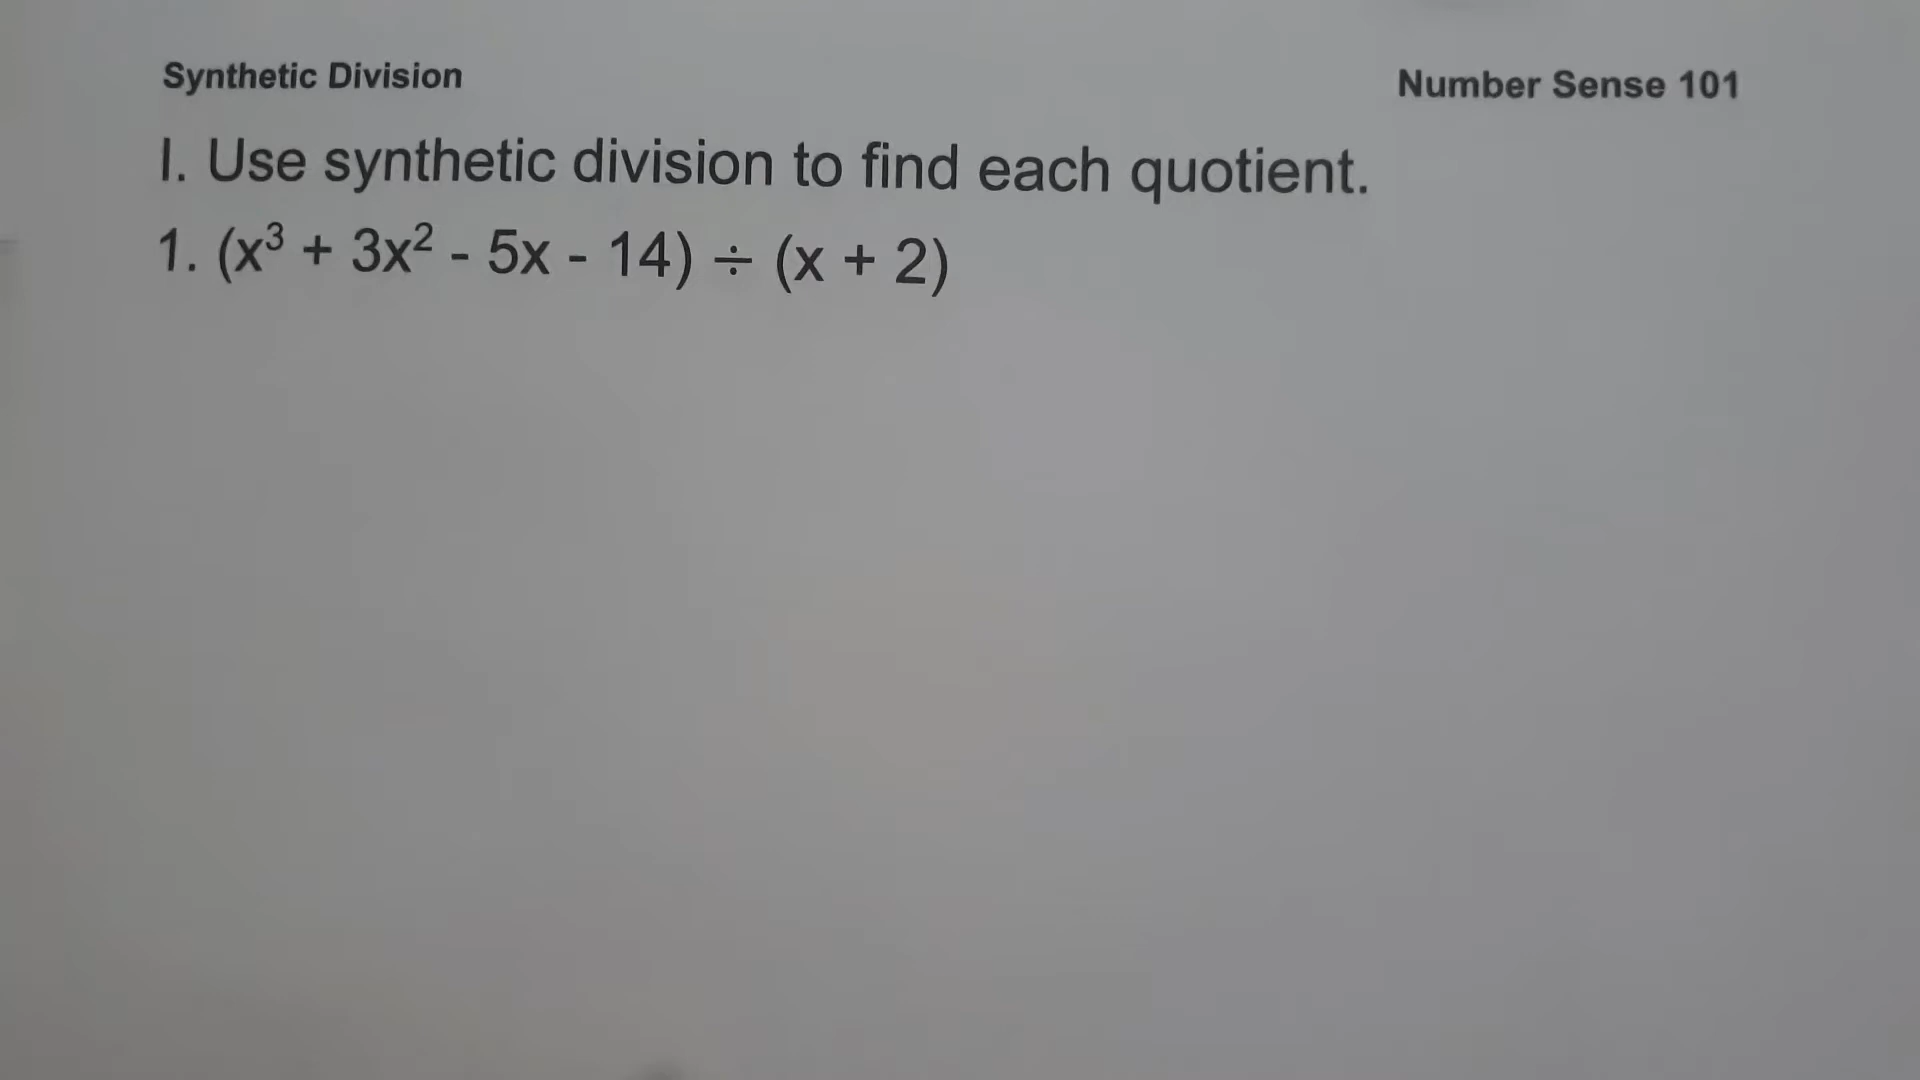 Synthetic Division
Number Sense 101
I. Use synthetic division to find each quotient.
1. (x³ + 3x² - 5x - 14) ÷ (x + 2)